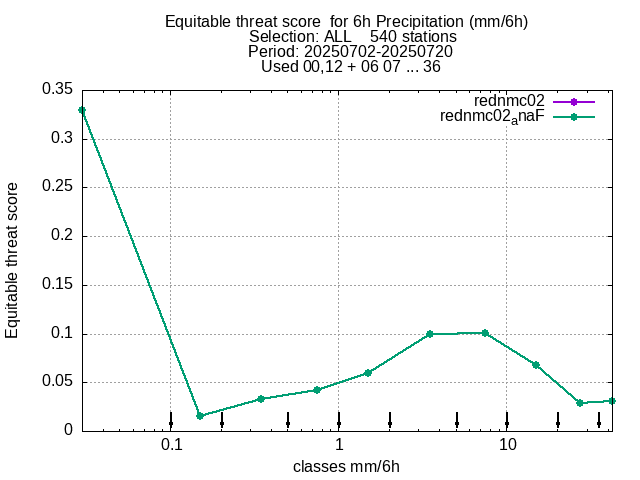 Equitable threat score  for 6h Precipitation (mm/6h)
Selection: ALL    540 stations
Period: 20250702-20250720
Used 00,12 + 06 07 ... 36
rednmc02
rednmc02anaF
0.35
0.3
0.25
0.2
0.15
0.1
0.05
0
Equitable threat score
0.1 1 10
classes mm/6h